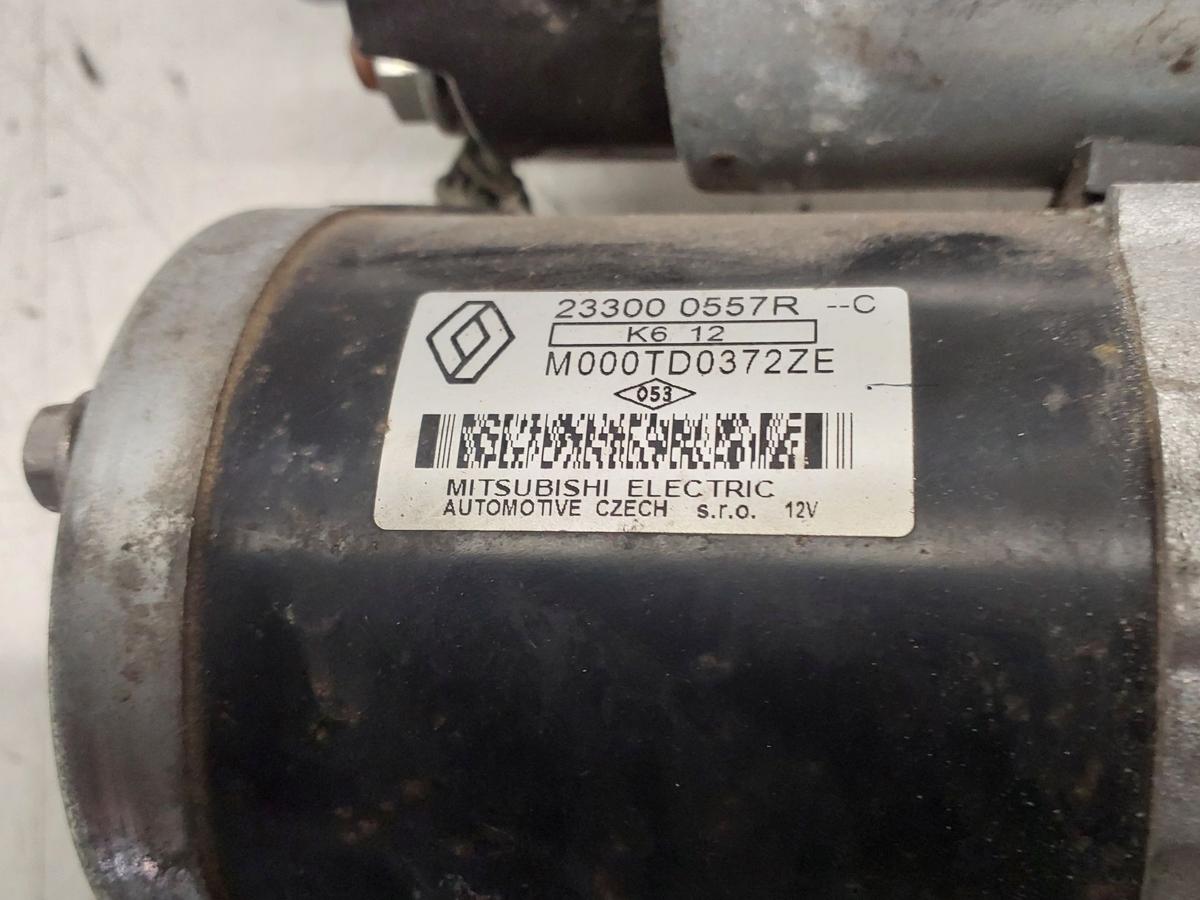 23300 0557R --C
K6 12
M000TD0372ZE
053
MITSUBISHI ELECTRIC
AUTOMOTIVE CZECH s.r.o. 12V